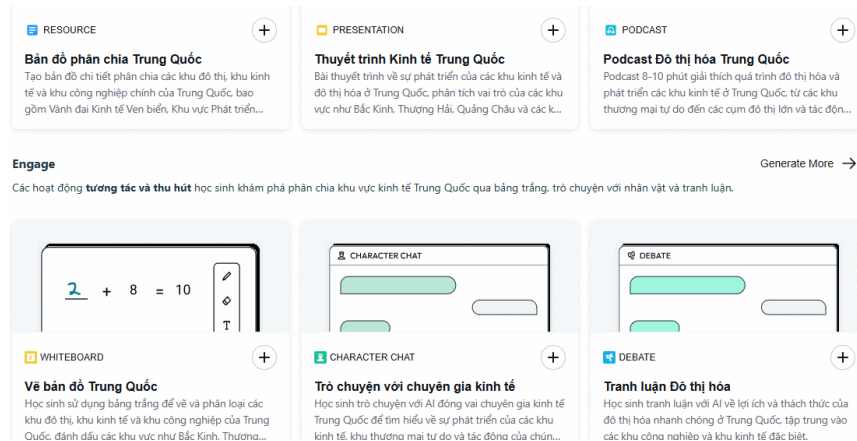 RESOURCE
Bản đồ phân chia Trung Quốc
Tạo bản đồ chi tiết phân chia các khu đô thị, khu kinh
tế và khu công nghiệp chính của Trung Quốc, bao
gồm Vành đai Kinh tế Ven biển, Khu vực Phát triển...
PRESENTATION
Thuyết trình Kinh tế Trung Quốc
Bài thuyết trình về sự phát triển của các khu kinh tế và
đô thị hóa ở Trung Quốc, phân tích vai trò của các khu
vực như Bắc Kinh, Thượng Hải, Quảng Châu và các k...
PODCAST
Podcast Đô thị hóa Trung Quốc
Podcast 8-10 phút giải thích quá trình đô thị hóa và
phát triển các khu kinh tế ở Trung Quốc, từ các khu
thương mại tự do đến các cụm đô thị lớn và tác độn...
Engage
Generate More
Các hoạt động tương tác và thu hút học sinh khám phá phân chia khu vực kinh tế Trung Quốc qua bảng trắng, trò chuyện với nhân vật và tranh luận.
2 + 8 = 10
T
WHITEBOARD
Vẽ bản đồ Trung Quốc
Học sinh sử dụng bảng trắng để vẽ và phân loại các
khu đô thị, khu kinh tế và khu công nghiệp của Trung
Quốc, đánh dấu các khu vực như Bắc Kinh, Thượng...
CHARACTER CHAT
CHARACTER CHAT
Trò chuyện với chuyên gia kinh tế
Học sinh trò chuyện với AI đóng vai chuyên gia kinh tế
Trung Quốc để tìm hiểu về sự phát triển của các khu
kinh tế, khu thương mại tự do và tác động của chún...
DEBATE
DEBATE
Tranh luận Đô thị hóa
Học sinh tranh luận với AI về lợi ích và thách thức của
đô thị hóa nhanh chóng ở Trung Quốc, tập trung vào
các khu công nghiệp và khu kinh tế đặc biệt.